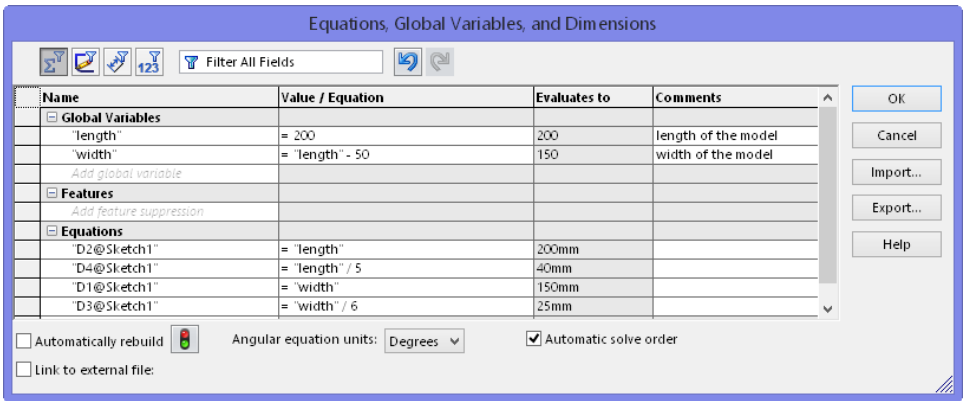 Equations, Global Variables, and Dimensions
Σ 123 Filter All Fields
Name Value / Equation Evaluates to Comments
Global Variables
"length" = 200 200 length of the model
"width" = "length" - 50 150 width of the model
Add global variable
Features
Add feature suppression
Equations
"D2@Sketch1" = "length" 200mm
"D4@Sketch1" = "length" / 5 40mm
"D1@Sketch1" = "width" 150mm
"D3@Sketch1" = "width" / 6 25mm
OK
Cancel
Import...
Export...
Help
Automatically rebuild Angular equation units: Degrees Automatic solve order
Link to external file: